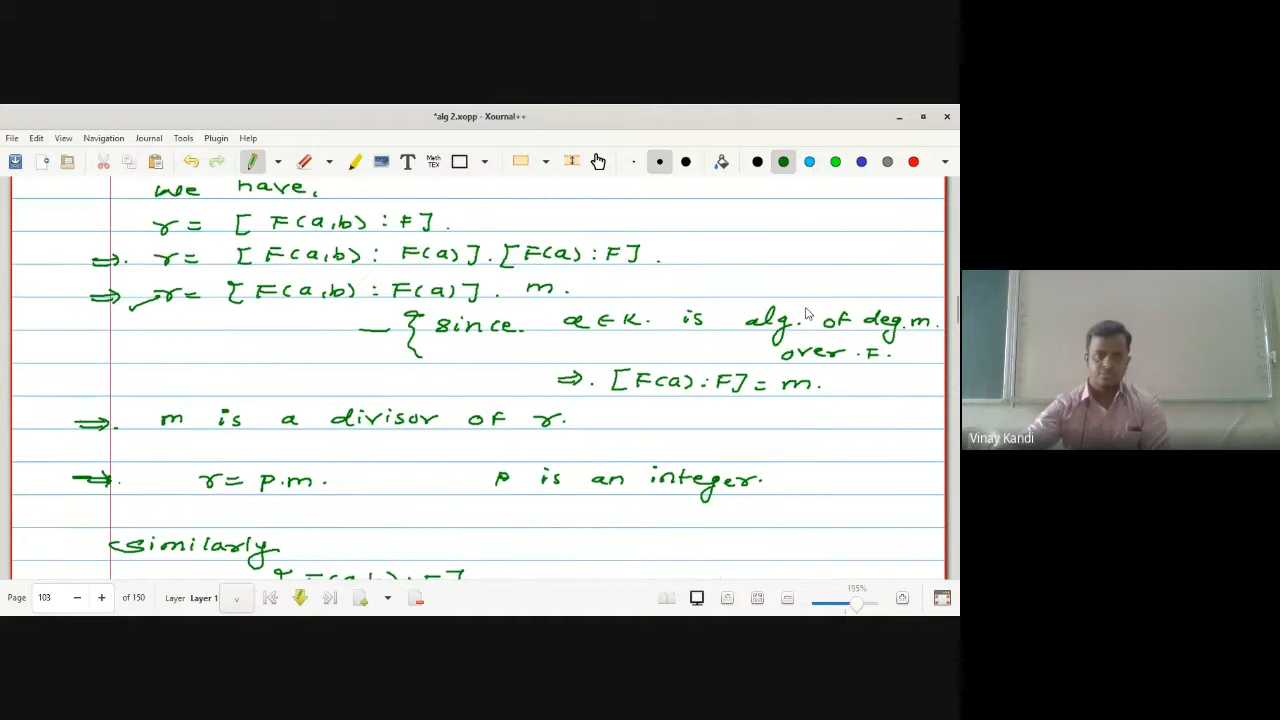 *alg 2.xopp - Xournal++
File Edit View Navigation Journal Tools Plugin Help
we have,
r = [F(a,b) : F].
⇒. r = [F(a,b) : F(a)].[F(a) : F].
⇒ r = [F(a,b) : F(a)]. m.
— { since. a ∈ K. is alg. of deg.m.
over. F.
⇒. [F(a) : F] = m.
⇒. m is a divisor of r.
⇒. r = p.m. p is an integer.
similarly
[F(a,b) : F]
Vinay Kandi
Page 103 of 150 Layer Layer 1 195%